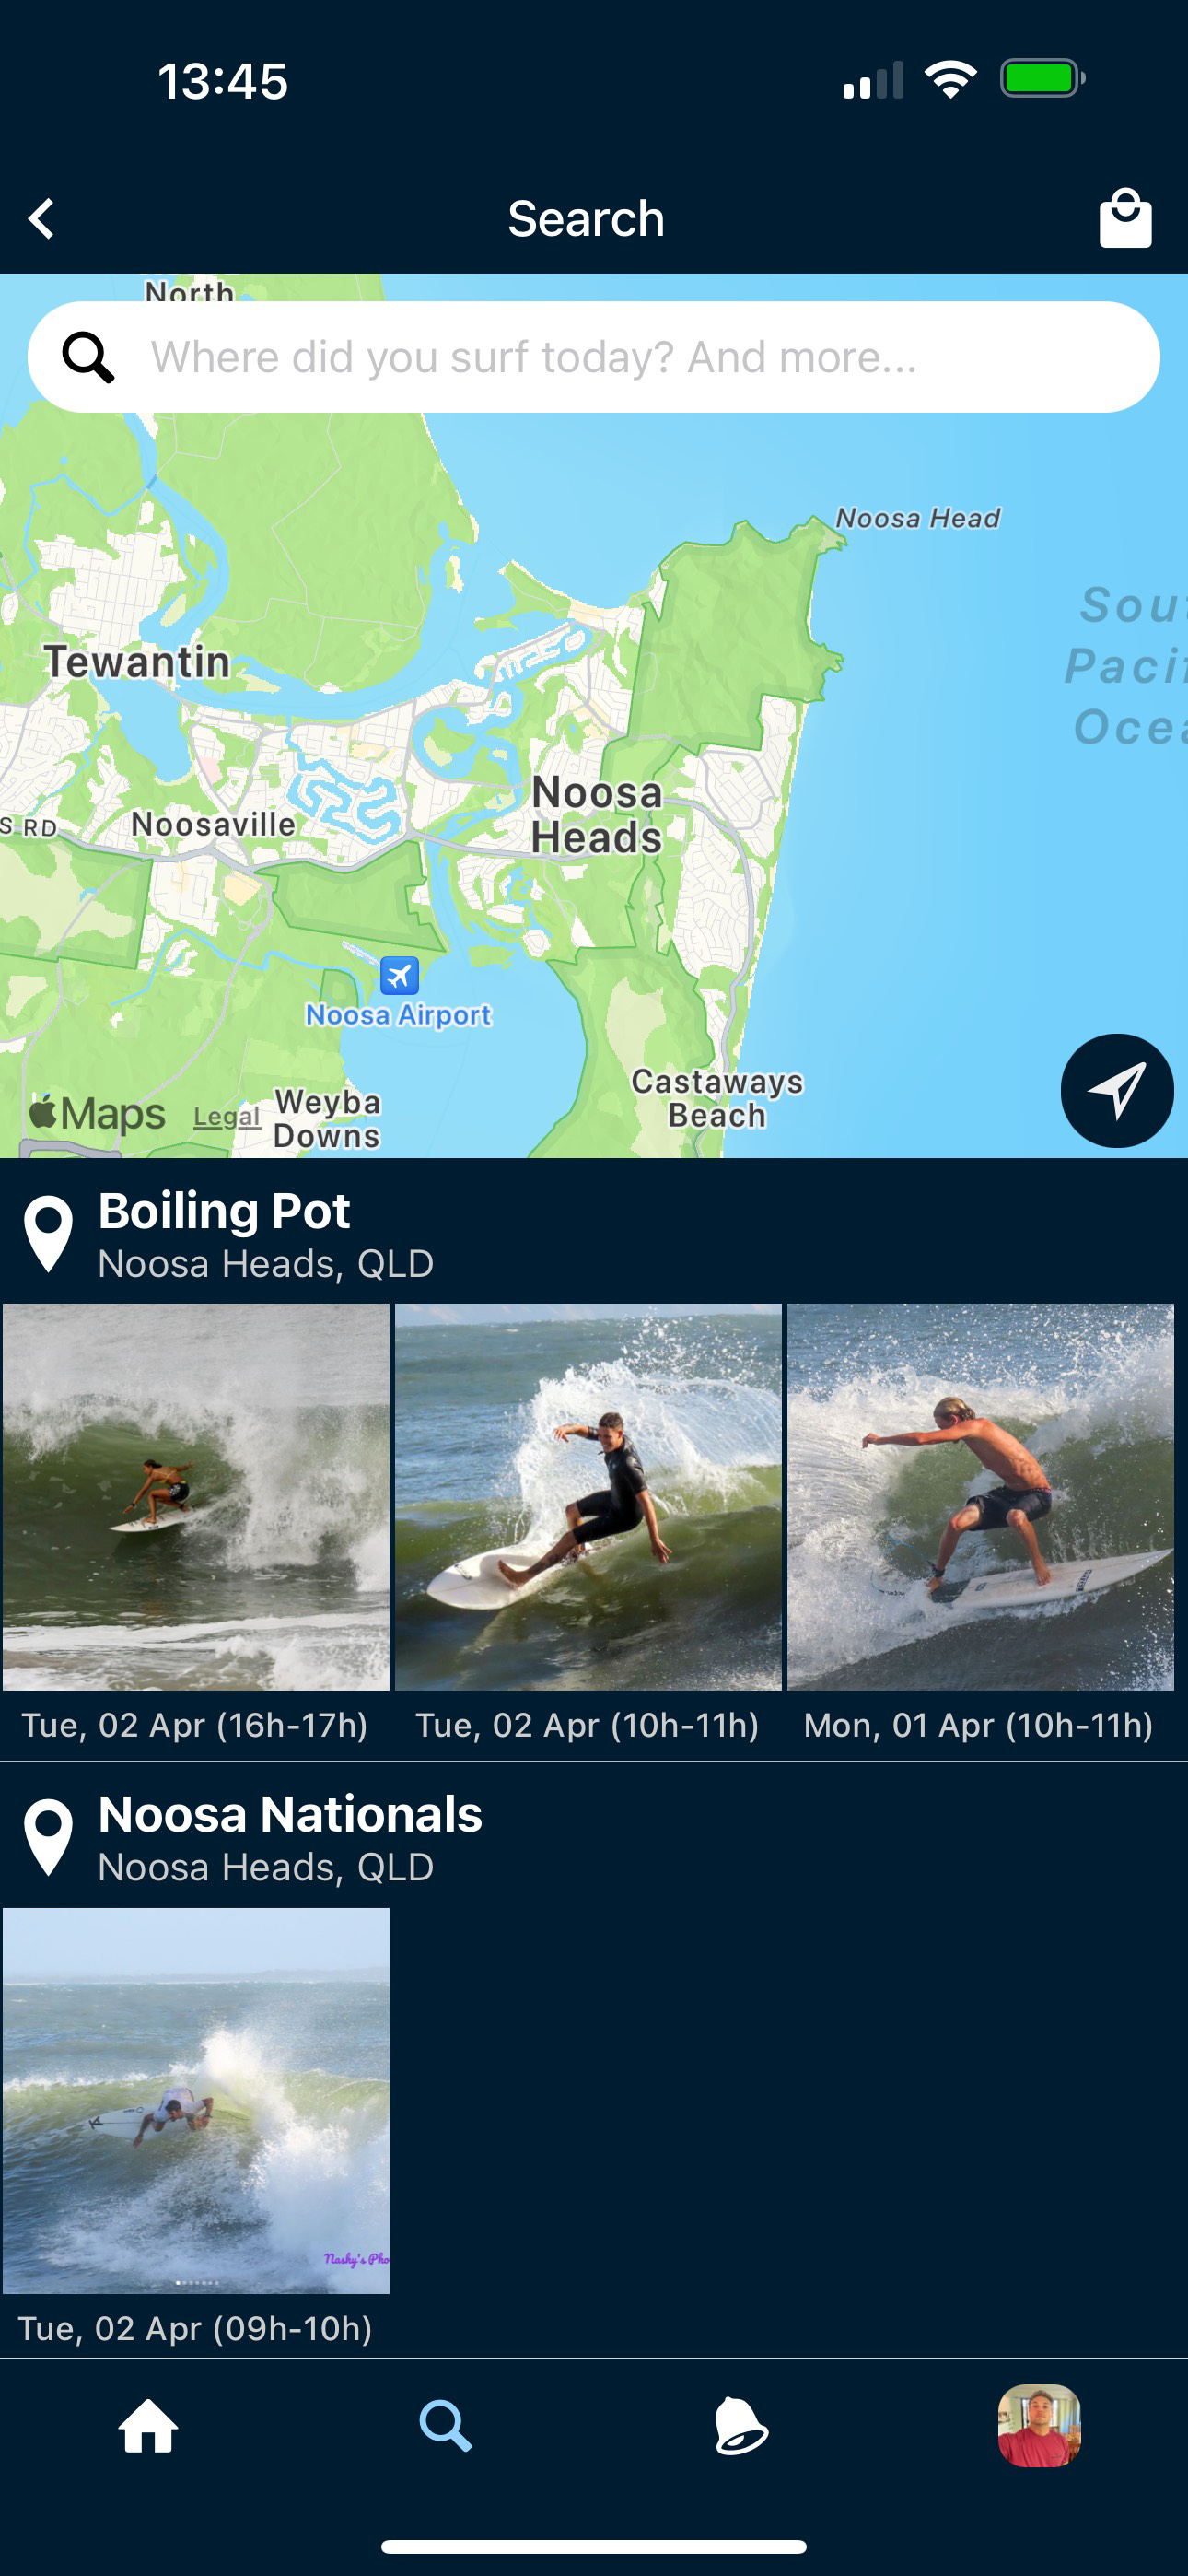 13:45
Search
North
Where did you surf today? And more...
Noosa Head
Sout
Pacif
Ocea
Tewantin
Noosa
Heads
S RD
Noosaville
Noosa Airport
Castaways
Beach
Maps
Legal
Weyba
Downs
Boiling Pot
Noosa Heads, QLD
Tue, 02 Apr (16h-17h)
Tue, 02 Apr (10h-11h)
Mon, 01 Apr (10h-11h)
Noosa Nationals
Noosa Heads, QLD
Nashy's Pho
Tue, 02 Apr (09h-10h)